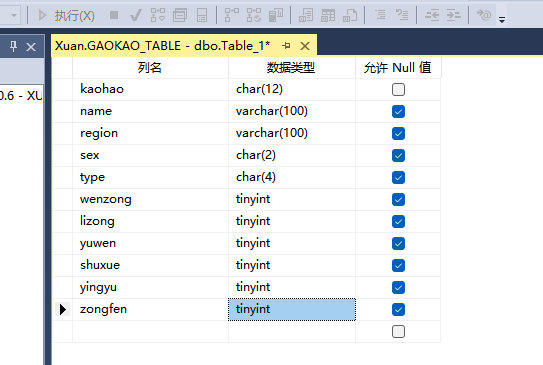 执行(X)
Xuan.GAOKAO_TABLE - dbo.Table_1*
0.6 - XU
列名 数据类型 允许 Null 值
kaohao char(12)
name varchar(100)
region varchar(100)
sex char(2)
type char(4)
wenzong tinyint
lizong tinyint
yuwen tinyint
shuxue tinyint
yingyu tinyint
zongfen tinyint